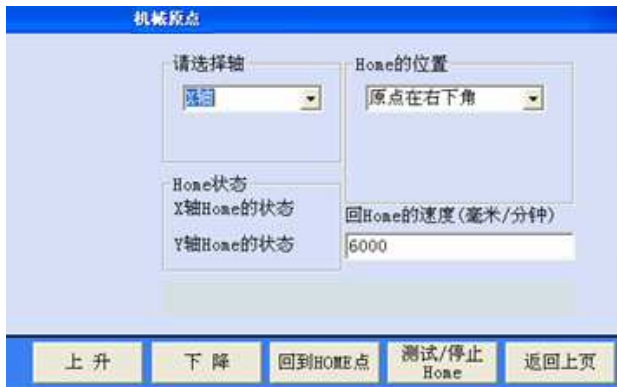 机械原点
请选择轴
X轴
Home的位置
原点在右下角
Home状态
X轴Home的状态
Y轴Home的状态
回Home的速度(毫米/分钟)
6000
上升
下降
回到HOME点
测试/停止
Home
返回上页